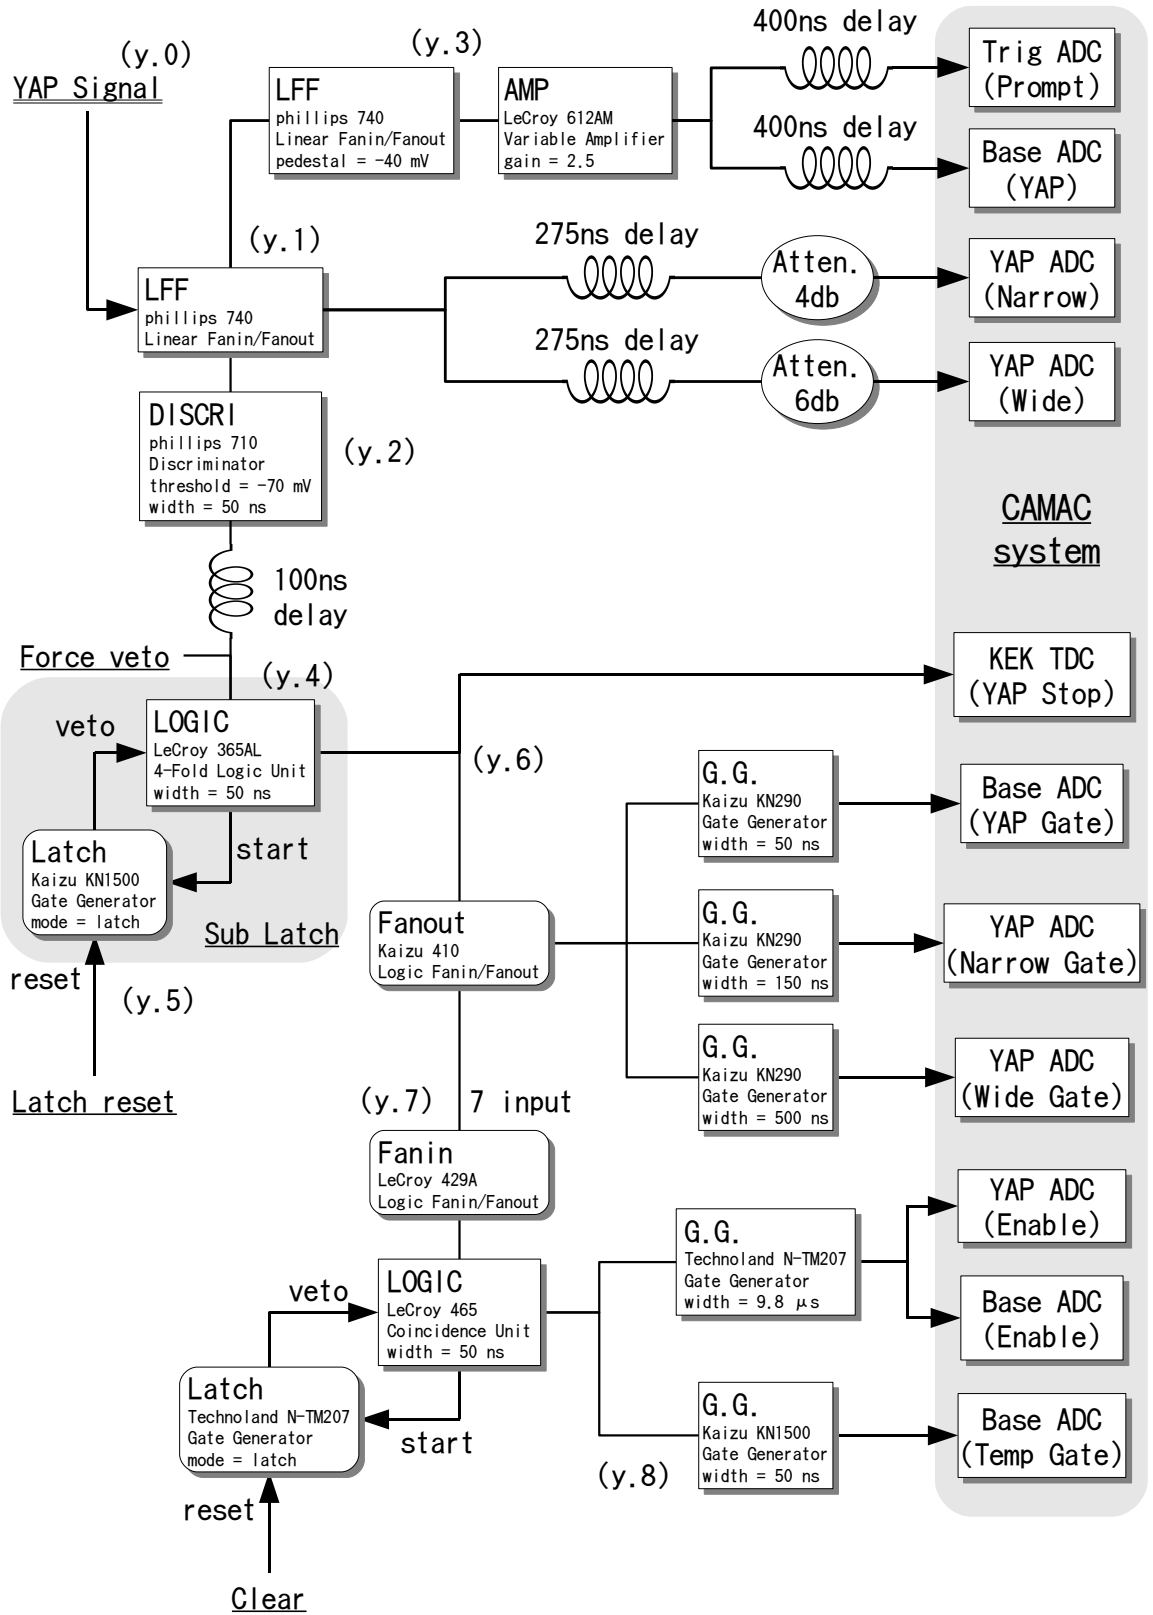 (y.0)
YAP Signal
(y.3)
LFF
phillips 740
Linear Fanin/Fanout
pedestal = -40 mV
AMP
LeCroy 612AM
Variable Amplifier
gain = 2.5
400ns delay
400ns delay
Trig ADC
(Prompt)
Base ADC
(YAP)
(y.1)
LFF
phillips 740
Linear Fanin/Fanout
275ns delay
Atten.
4db
YAP ADC
(Narrow)
275ns delay
Atten.
6db
YAP ADC
(Wide)
DISCRI
phillips 710
Discriminator
threshold = -70 mV
width = 50 ns
(y.2)
CAMAC
system
100ns
delay
Force veto
(y.4)
KEK TDC
(YAP Stop)
veto
LOGIC
LeCroy 365AL
4-Fold Logic Unit
width = 50 ns
(y.6)
G.G.
Kaizu KN290
Gate Generator
width = 50 ns
Base ADC
(YAP Gate)
start
Latch
Kaizu KN1500
Gate Generator
mode = latch
Sub Latch
reset
(y.5)
Latch reset
Fanout
Kaizu 410
Logic Fanin/Fanout
G.G.
Kaizu KN290
Gate Generator
width = 150 ns
YAP ADC
(Narrow Gate)
G.G.
Kaizu KN290
Gate Generator
width = 500 ns
YAP ADC
(Wide Gate)
(y.7)
7 input
Fanin
LeCroy 429A
Logic Fanin/Fanout
G.G.
Technoland N-TM207
Gate Generator
width = 9.8 μs
YAP ADC
(Enable)
Base ADC
(Enable)
veto
LOGIC
LeCroy 465
Coincidence Unit
width = 50 ns
Latch
Technoland N-TM207
Gate Generator
mode = latch
start
G.G.
Kaizu KN1500
Gate Generator
width = 50 ns
Base ADC
(Temp Gate)
(y.8)
reset
Clear